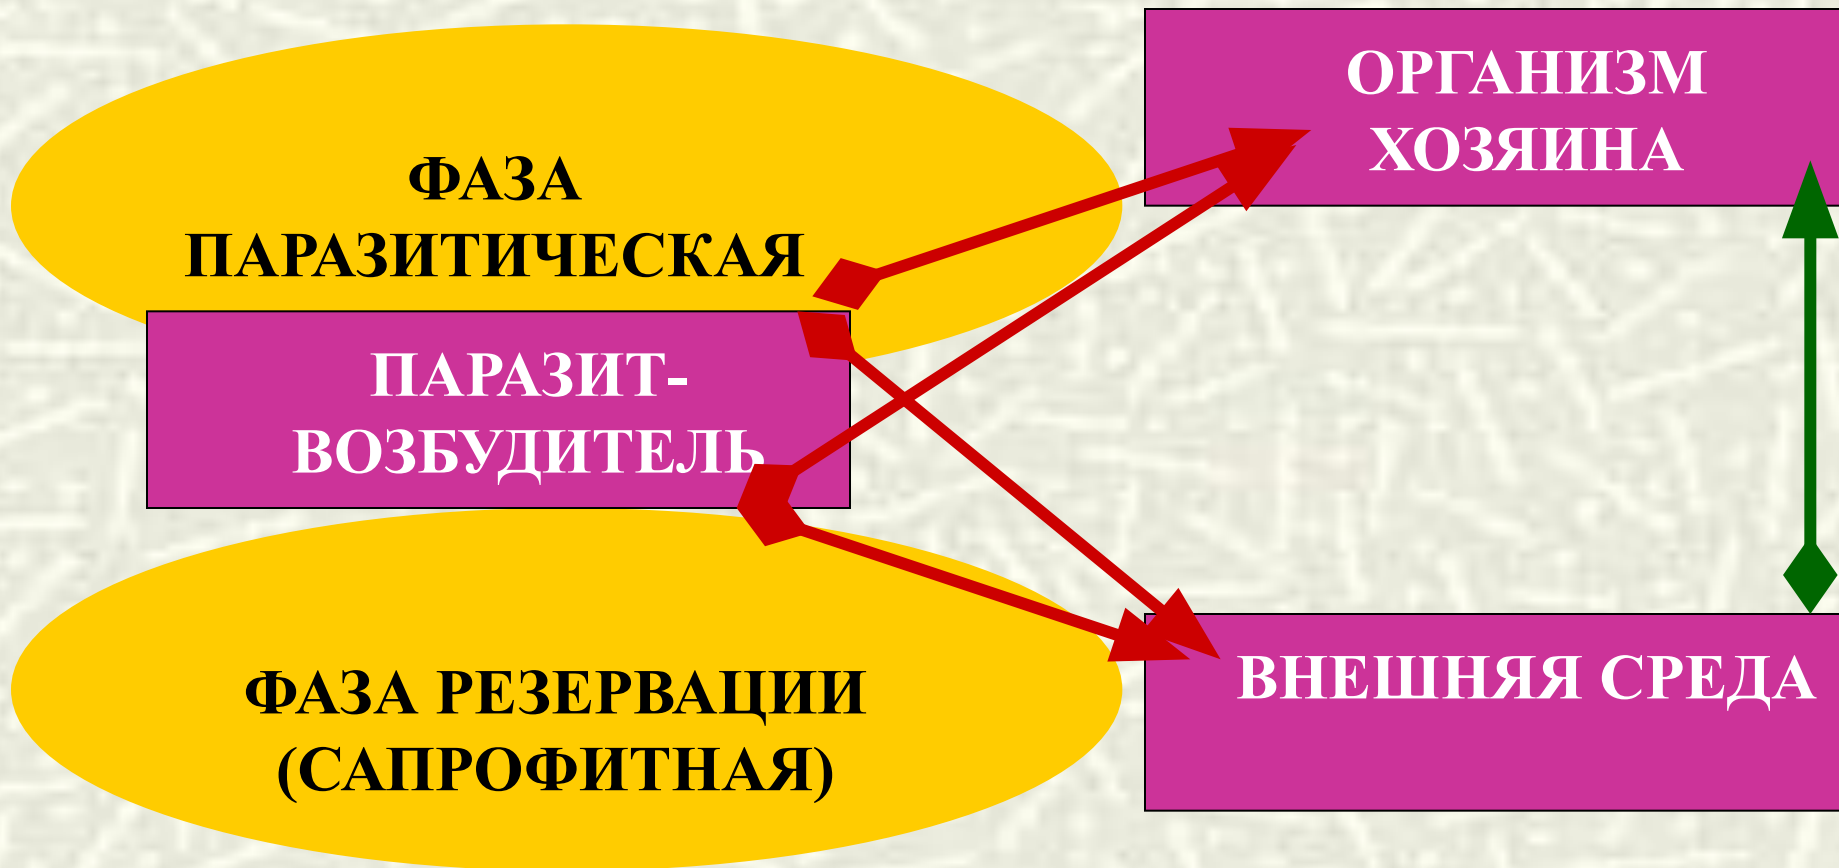 ФАЗА
ПАРАЗИТИЧЕСКАЯ
ПАРАЗИТ-
ВОЗБУДИТЕЛЬ
ФАЗА РЕЗЕРВАЦИИ
(САПРОФИТНАЯ)
ОРГАНИЗМ
ХОЗЯИНА
ВНЕШНЯЯ СРЕДА